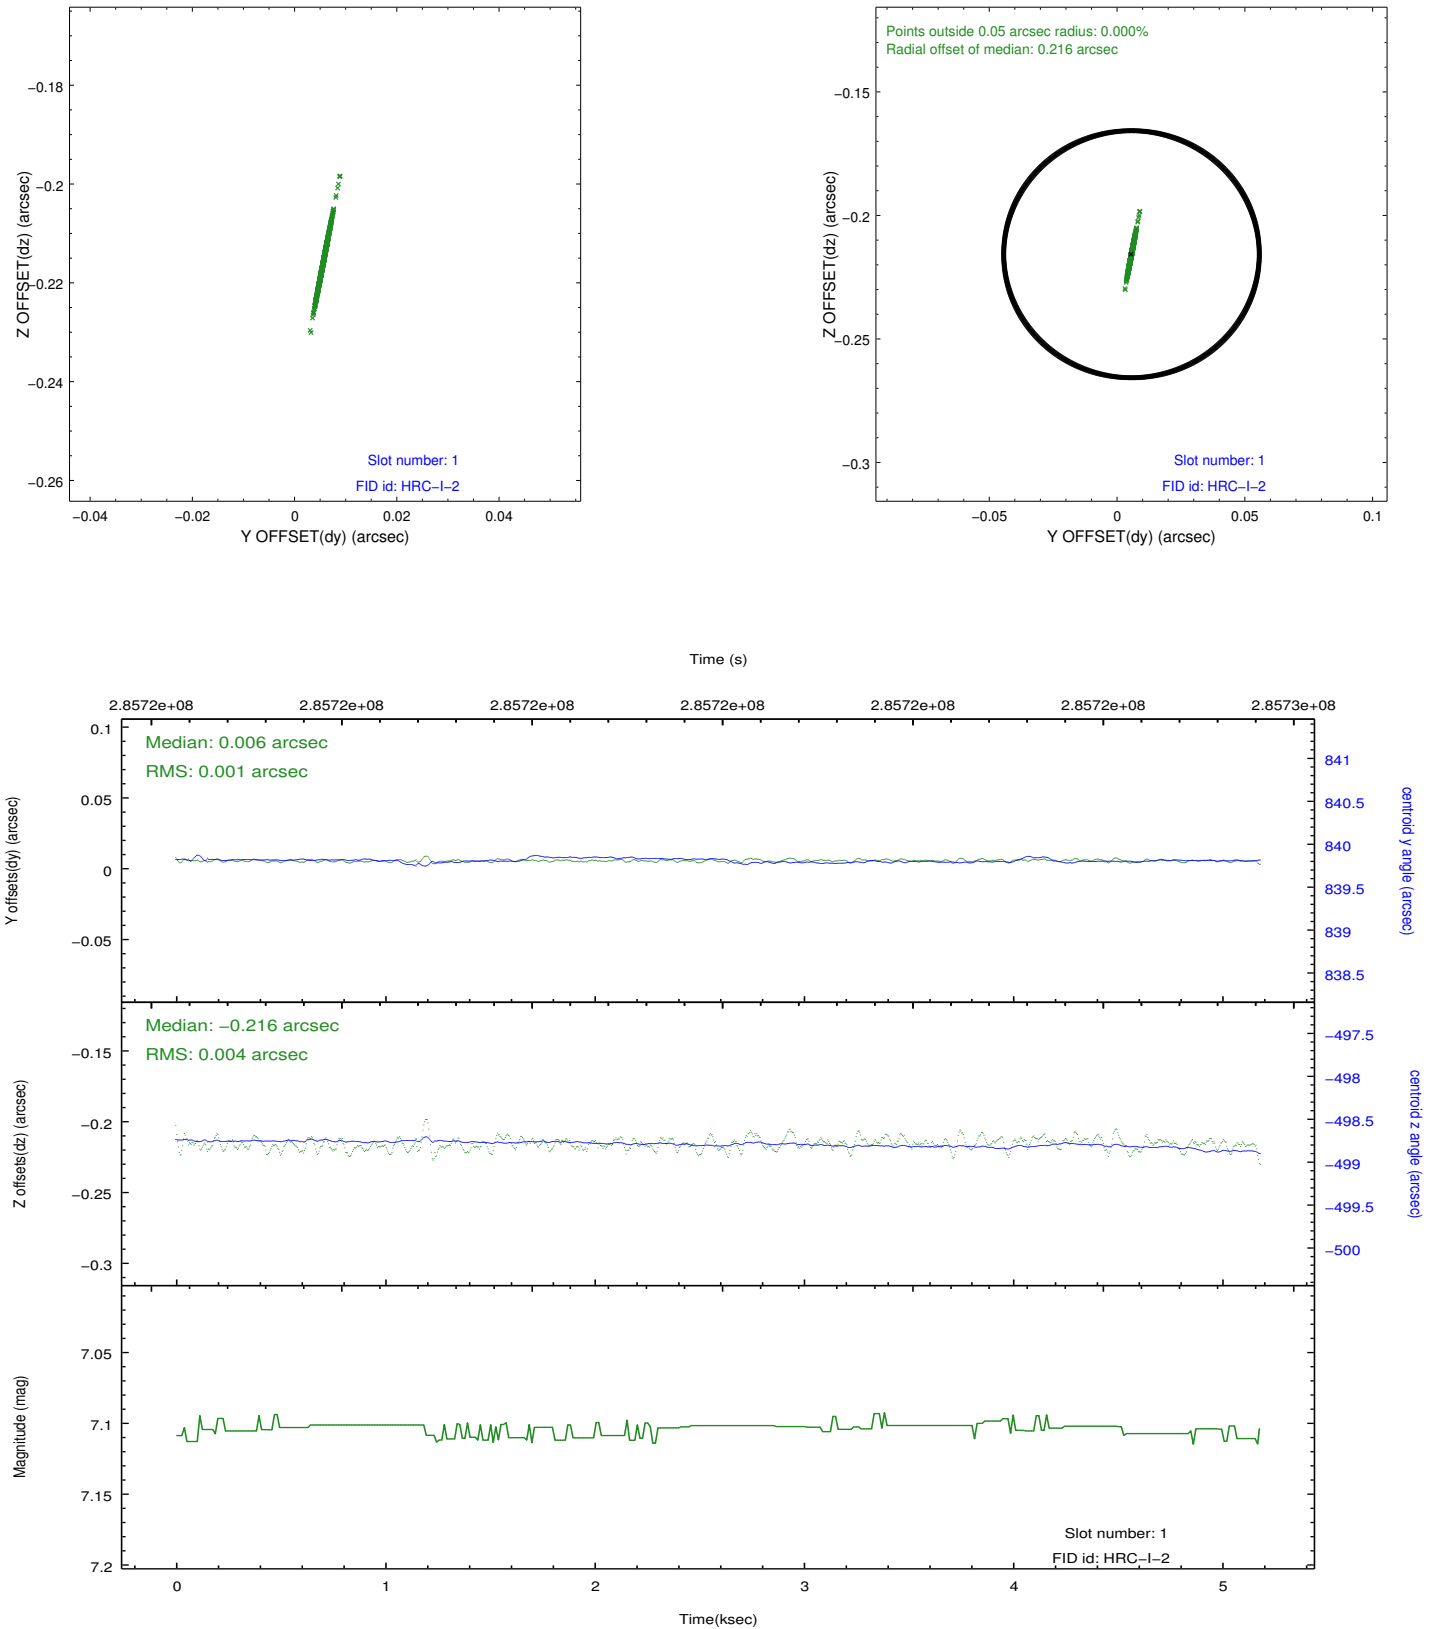 −0.18
−0.2
−0.22
−0.24
−0.26
Z OFFSET(dz) (arcsec)
−0.04
−0.02
0
0.02
0.04
Y OFFSET(dy) (arcsec)
Slot number: 1
FID id: HRC−I−2
Points outside 0.05 arcsec radius: 0.000%
Radial offset of median: 0.216 arcsec
−0.15
−0.2
−0.25
−0.3
Z OFFSET(dz) (arcsec)
−0.05
0
0.05
0.1
Y OFFSET(dy) (arcsec)
Slot number: 1
FID id: HRC−I−2
Time (s)
2.8572e+08 2.8572e+08 2.8572e+08 2.8572e+08 2.8572e+08 2.8572e+08 2.8573e+08
Median: 0.006 arcsec
RMS: 0.001 arcsec
0.1
0.05
0
−0.05
Y offsets(dy) (arcsec)
841
840.5
840
839.5
839
838.5
centroid y angle (arcsec)
Median: −0.216 arcsec
RMS: 0.004 arcsec
−0.15
−0.2
−0.25
−0.3
Z offsets(dz) (arcsec)
−497.5
−498
−498.5
−499
−499.5
−500
centroid z angle (arcsec)
7.05
7.1
7.15
7.2
Magnitude (mag)
Slot number: 1
FID id: HRC−I−2
0 1 2 3 4 5
Time(ksec)